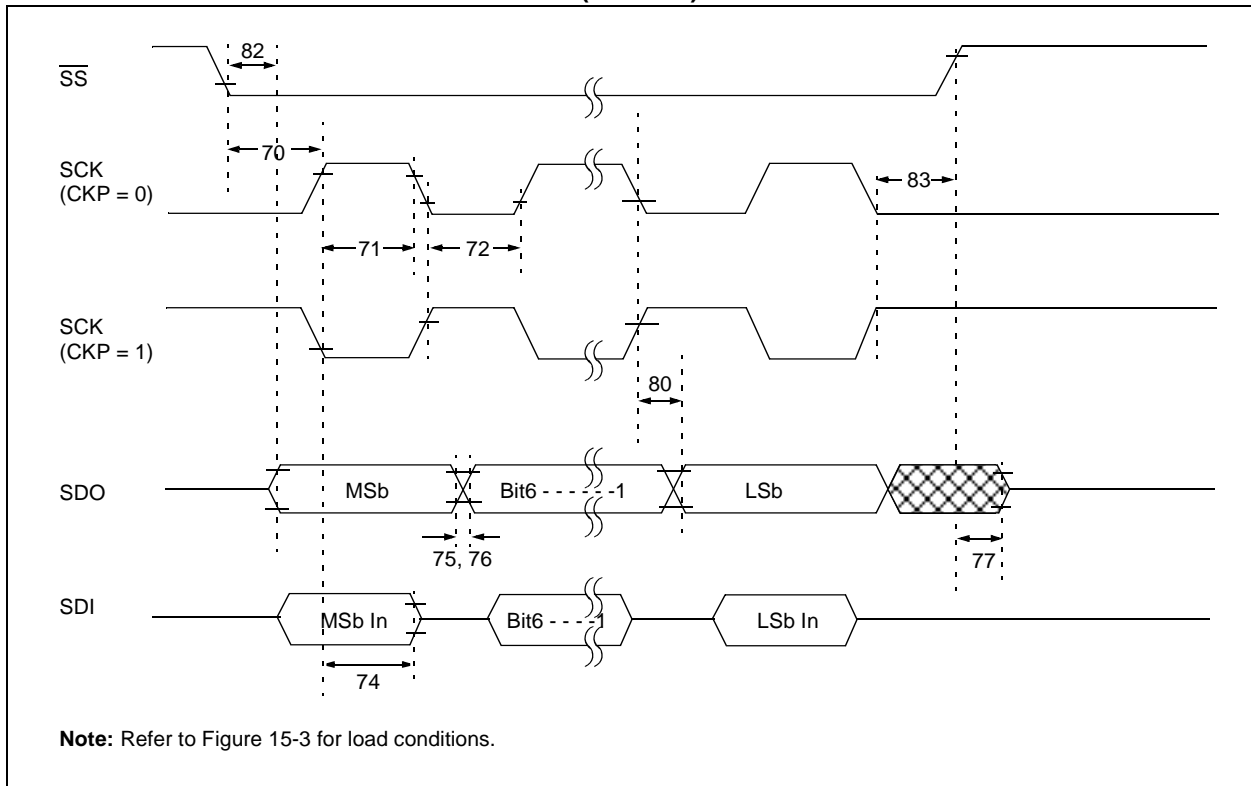 82
SS
70
SCK
(CKP = 0)
83
71
72
SCK
(CKP = 1)
80
SDO
MSb
Bit6 - - - - - -1
LSb
75, 76
77
SDI
MSb In
Bit6 - - - -1
LSb In
74
Note: Refer to Figure 15-3 for load conditions.